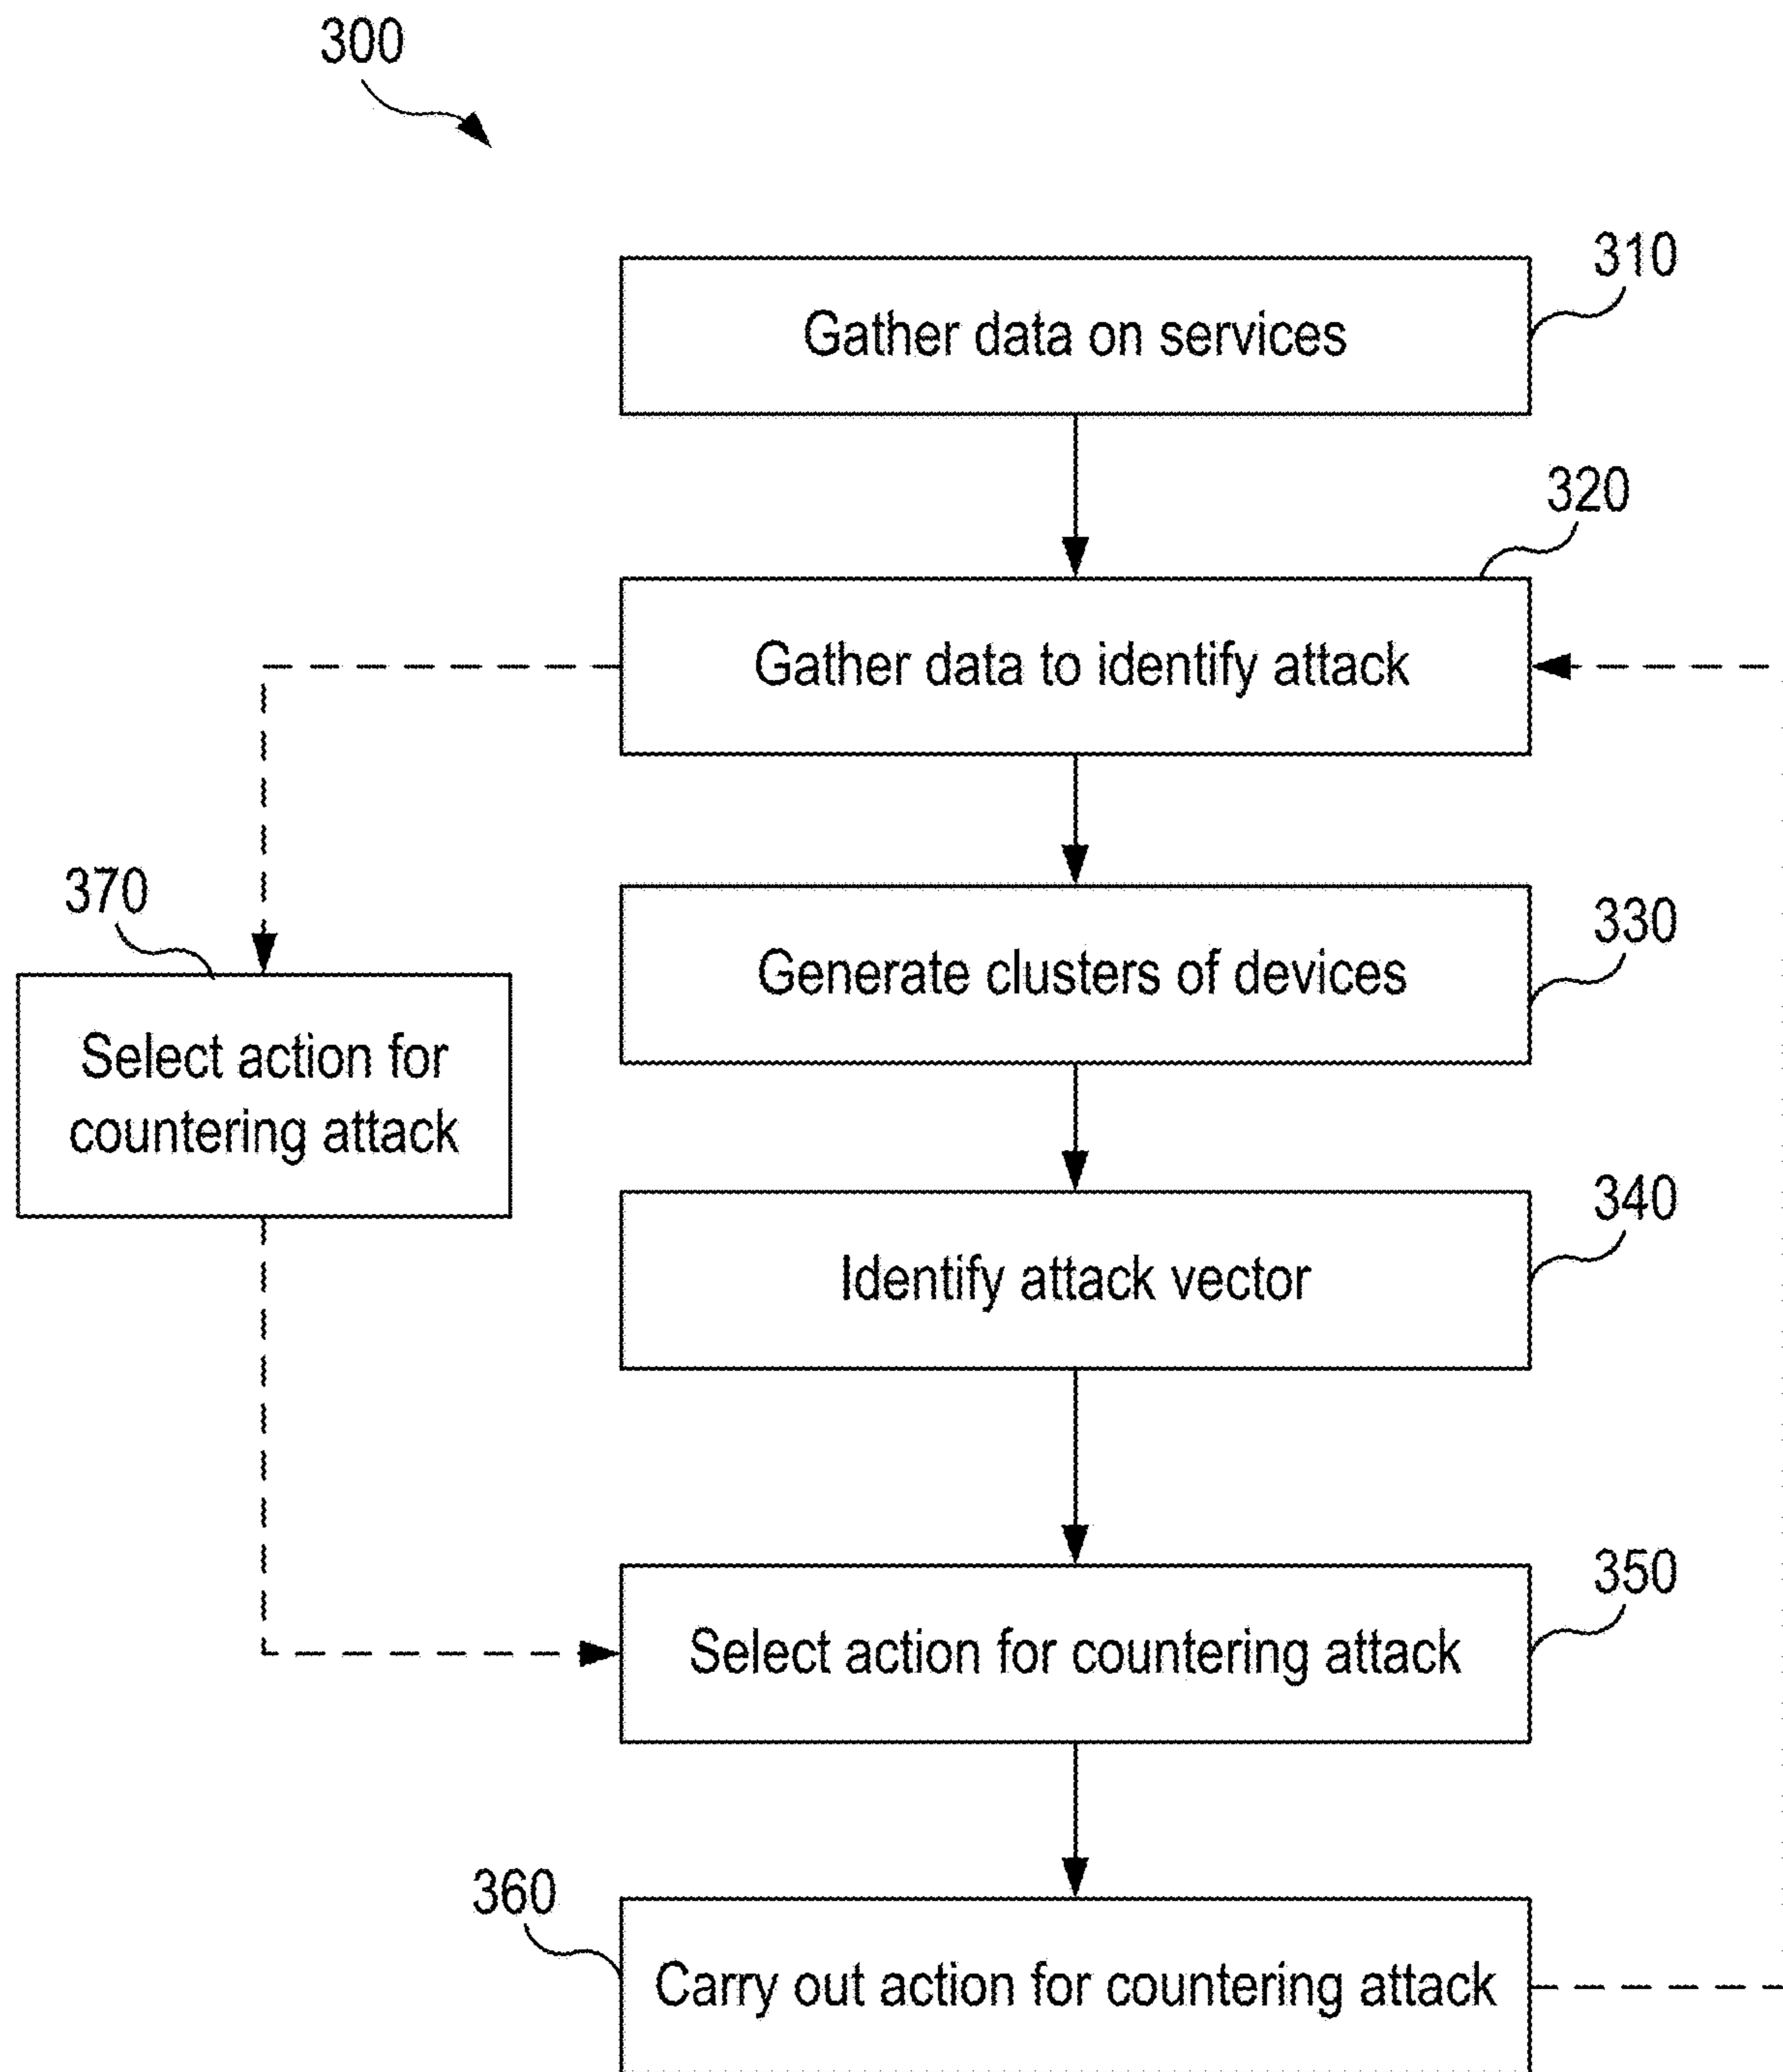 300
310
Gather data on services
320
Gather data to identify attack
330
Generate clusters of devices
370
Select action for
countering attack
340
Identify attack vector
350
Select action for countering attack
360
Carry out action for countering attack